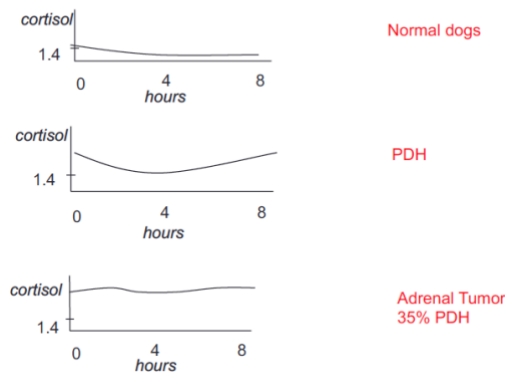 cortisol
Normal dogs
1.4
0 4 8
hours
cortisol
PDH
1.4
0 4 8
hours
cortisol
Adrenal Tumor
35% PDH
1.4
0 4 8
hours